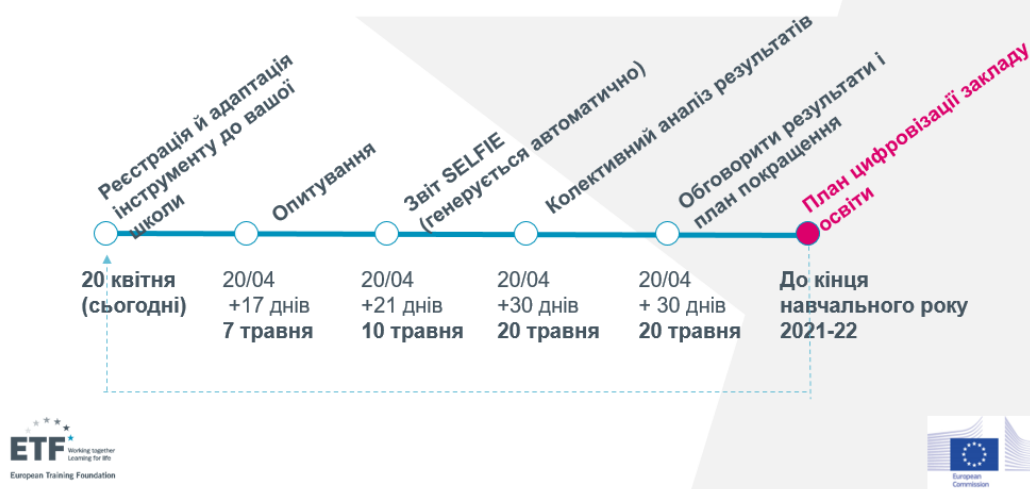 Реєстрація й адаптація
інструменту до вашої
школи
Опитування
Звіт SELFIE
(генерується автоматично)
Колективний аналіз результатів
Обговорити результати і
план покращення
План цифровізації закладу
освіти
20 квітня
(сьогодні)
20/04
+17 днів
7 травня
20/04
+21 днів
10 травня
20/04
+30 днів
20 травня
20/04
+ 30 днів
20 травня
До кінця
навчального року
2021-22
ETF
Working together
Learning for life
European Training Foundation
European
Commission